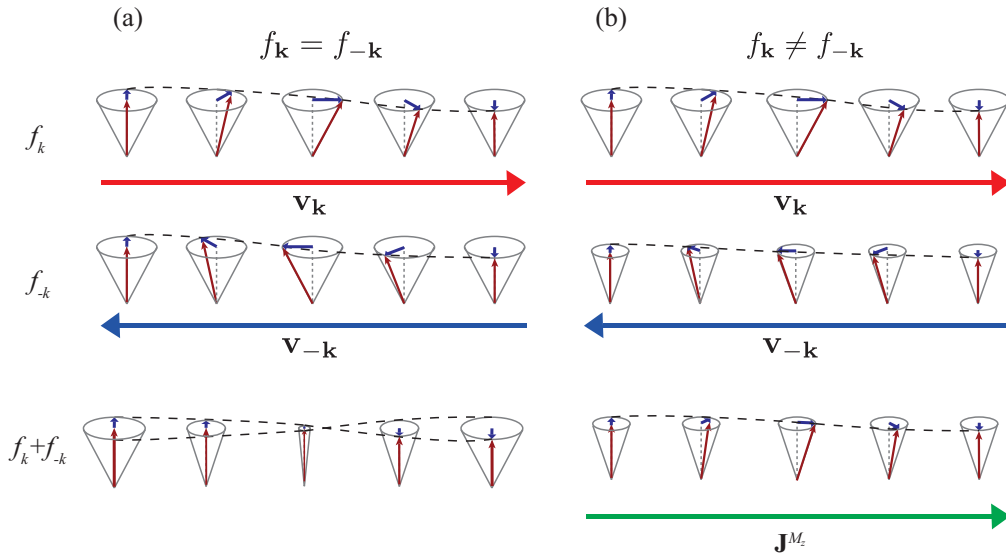 (a)
(b)
f_k = f_{-k}
f_k ≠ f_{-k}
f_k
v_k
v_k
f_{-k}
v_{-k}
v_{-k}
f_k+f_{-k}
J^{M_z}